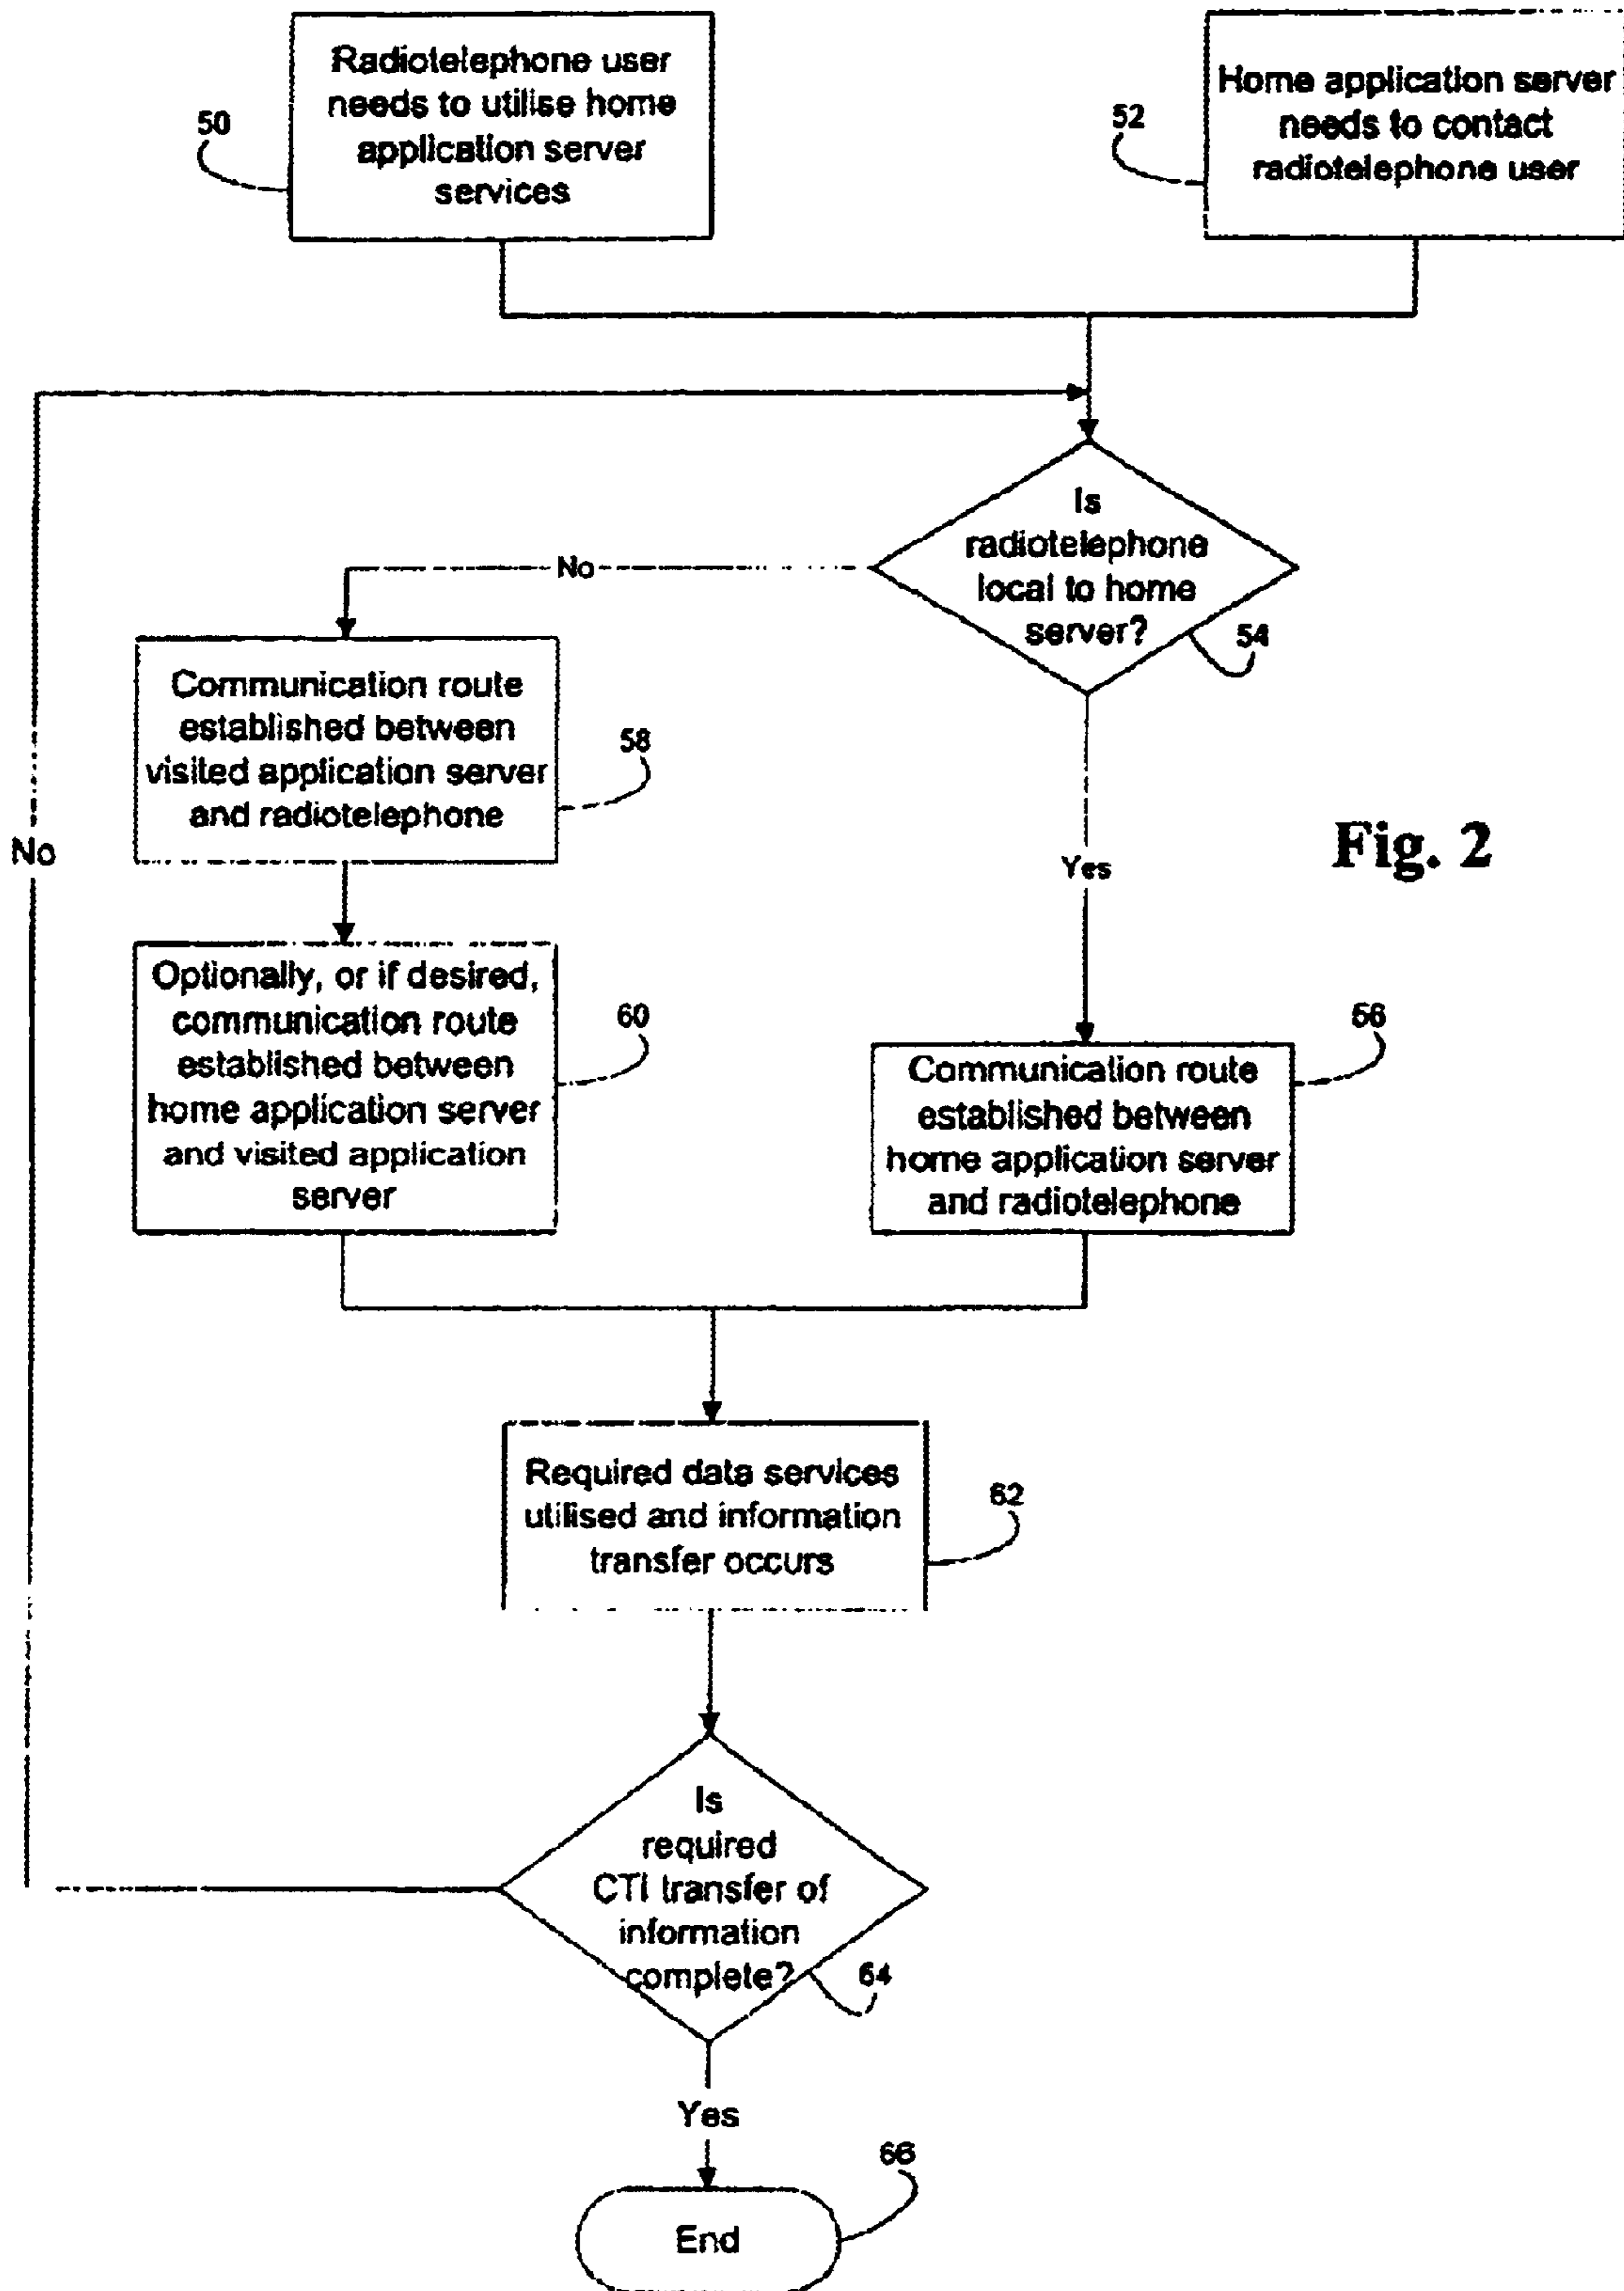 Radiotelephone user
needs to utilise home
application server
services
50
Home application server
needs to contact
radiotelephone user
52
Is
radiotelephone
local to home
server?
54
No
Communication route
established between
visited application server
and radiotelephone
58
No
Yes
Fig. 2
Optionally, or if desired,
communication route
established between
home application server
and visited application
server
60
Communication route
established between
home application server
and radiotelephone
56
Required data services
utilised and information
transfer occurs
62
Is
required
CTI transfer of
information
complete?
64
Yes
66
End